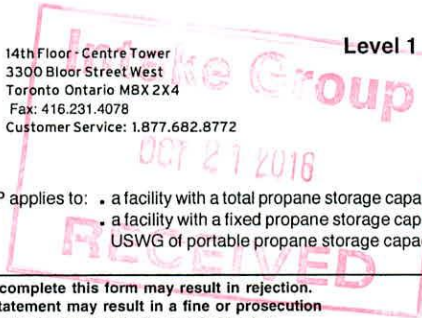 Level 1
14th Floor - Centre Tower
3300 Bloor Street West
Toronto Ontario M8X 2X4
Fax: 416.231.4078
Customer Service: 1.877.682.8772
Intake Group
OCT 21 2016
RECEIVED
P applies to: • a facility with a total propane storage capa
• a facility with a fixed propane storage cap
USWG of portable propane storage capa
complete this form may result in rejection.
tatement may result in a fine or prosecution